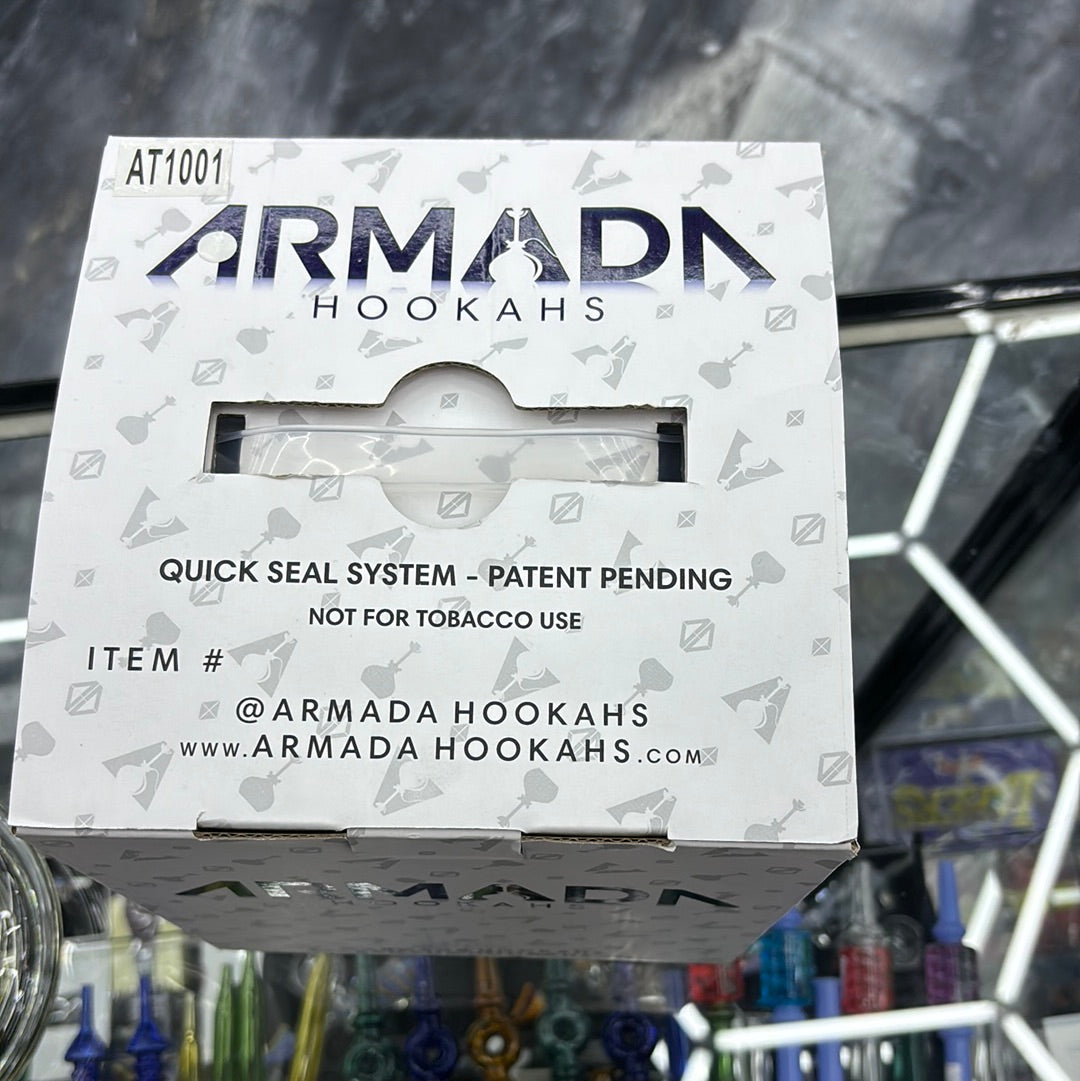 AT1001
ARMADA
HOOKAHS
QUICK SEAL SYSTEM - PATENT PENDING
NOT FOR TOBACCO USE
ITEM #
@ARMADA HOOKAHS
www.ARMADA HOOKAHS.COM
ARMADA
HOOKAHS